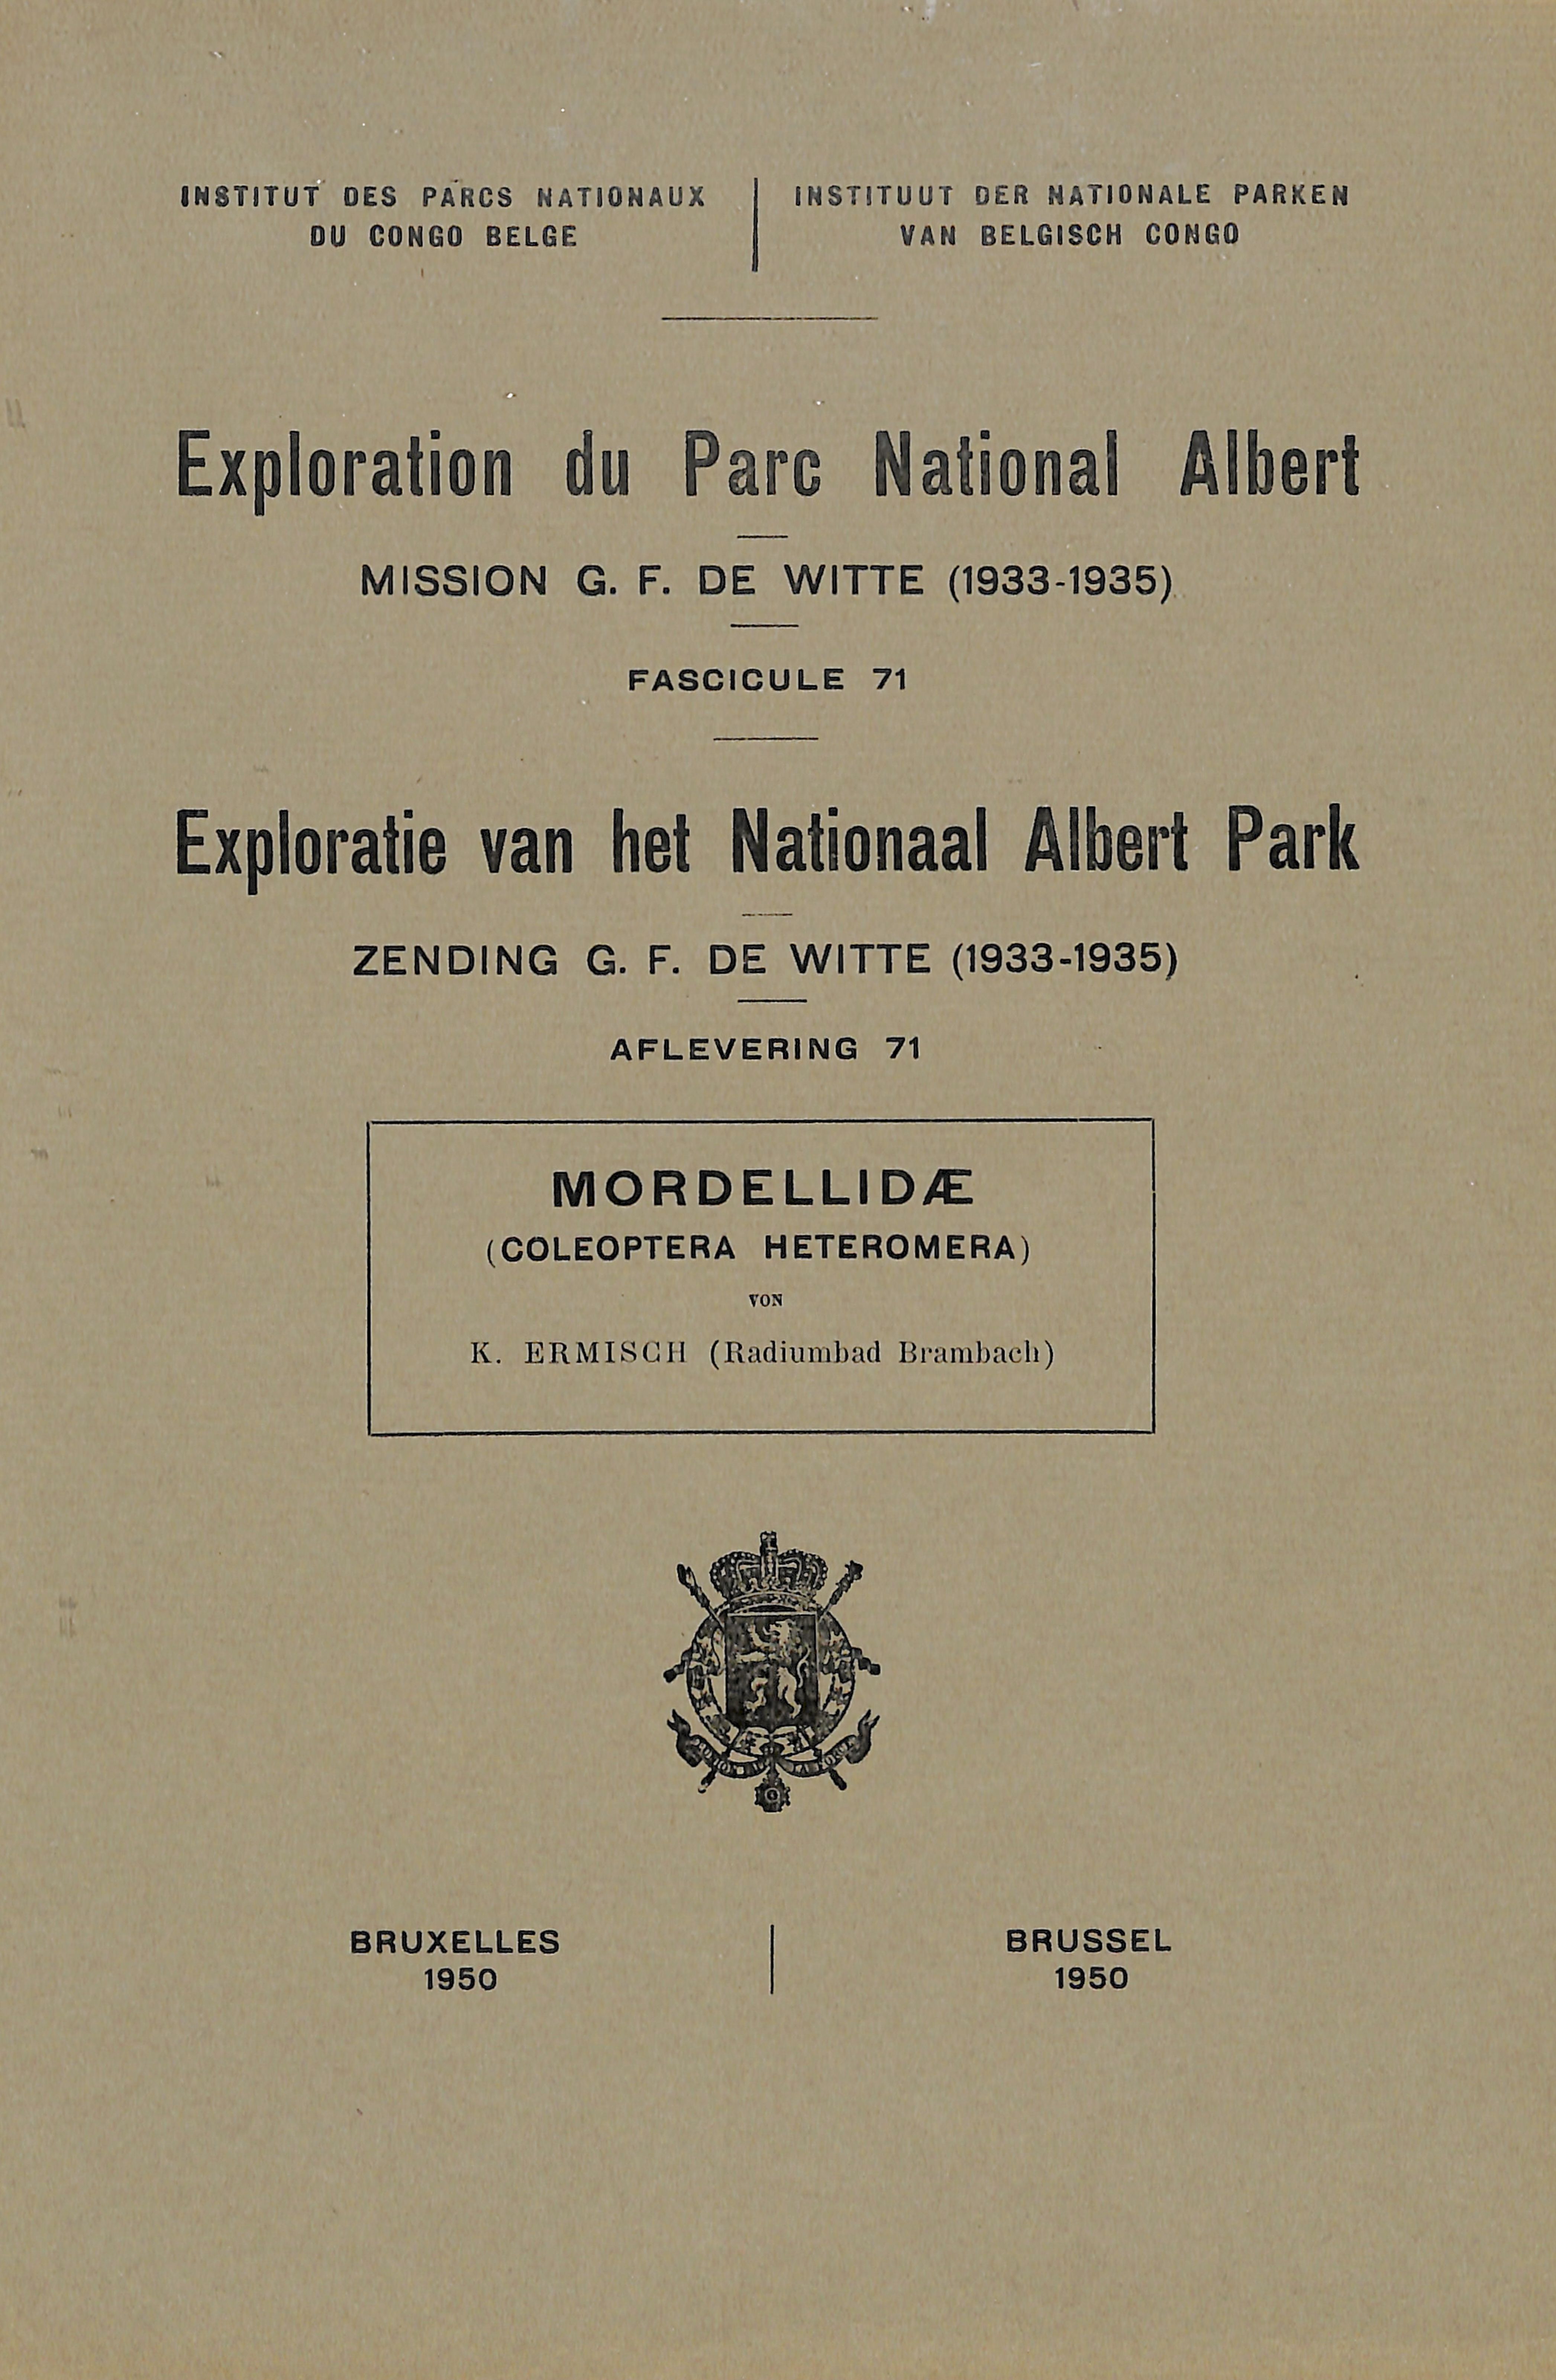 INSTITUT DES PARCS NATIONAUX
DU CONGO BELGE
INSTITUUT DER NATIONALE PARKEN
VAN BELGISCH CONGO
Exploration du Parc National Albert
MISSION G. F. DE WITTE (1933-1935)
FASCICULE 71
Exploratie van het Nationaal Albert Park
ZENDING G. F. DE WITTE (1933-1935)
AFLEVERING 71
MORDELLIDÆ
(COLEOPTERA HETEROMERA)
VON
K. ERMISCH (Radiumbad Brambach)
BRUXELLES
1950
BRUSSEL
1950